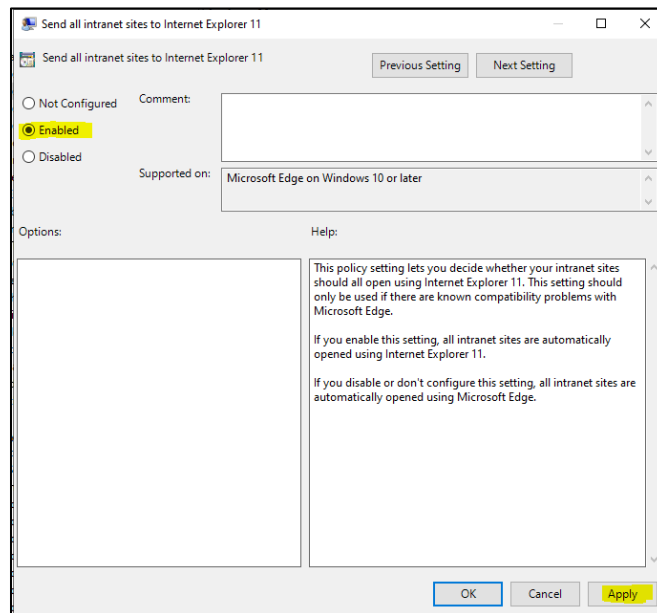 Send all intranet sites to Internet Explorer 11
Send all intranet sites to Internet Explorer 11
Previous Setting
Next Setting
Not Configured
Comment:
Enabled
Disabled
Supported on:
Microsoft Edge on Windows 10 or later
Options:
Help:
This policy setting lets you decide whether your intranet sites
should all open using Internet Explorer 11. This setting should
only be used if there are known compatibility problems with
Microsoft Edge.
If you enable this setting, all intranet sites are automatically
opened using Internet Explorer 11.
If you disable or don't configure this setting, all intranet sites are
automatically opened using Microsoft Edge.
OK
Cancel
Apply